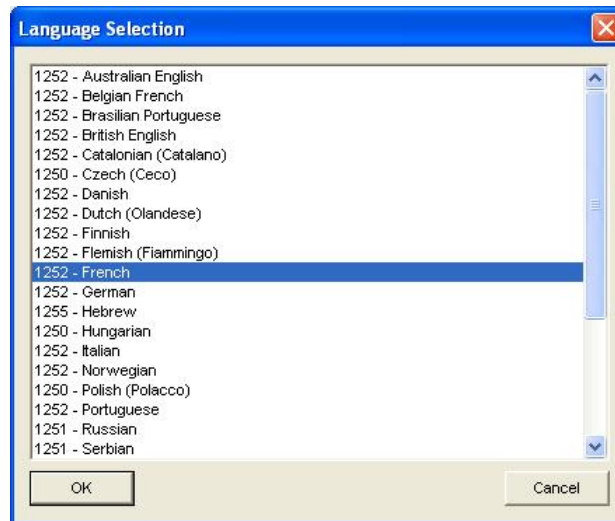 Language Selection
1252 - Australian English
1252 - Belgian French
1252 - Brasilian Portuguese
1252 - British English
1252 - Catalonian (Catalano)
1250 - Czech (Ceco)
1252 - Danish
1252 - Dutch (Olandese)
1252 - Finnish
1252 - Flemish (Fiammingo)
1252 - French
1252 - German
1255 - Hebrew
1250 - Hungarian
1252 - Italian
1252 - Norwegian
1250 - Polish (Polacco)
1252 - Portuguese
1251 - Russian
1251 - Serbian
OK
Cancel